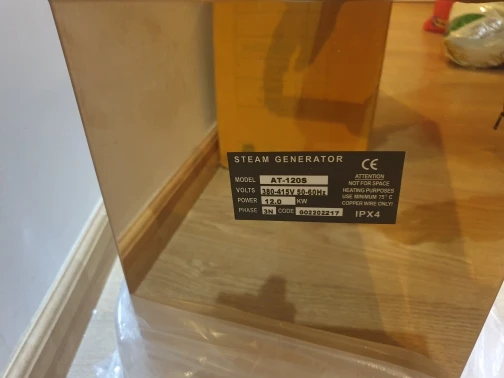 STEAM GENERATOR
CE
MODEL AT-120S
VOLTS 380-415V 50-60Hz
POWER 12.0 KW
PHASE 3N CODE 602202217
ATTENTION
NOT FOR SPACE
HEATING PURPOSES
USE MINIMUM 75° C
COPPER WIRE ONLY!
IPX4